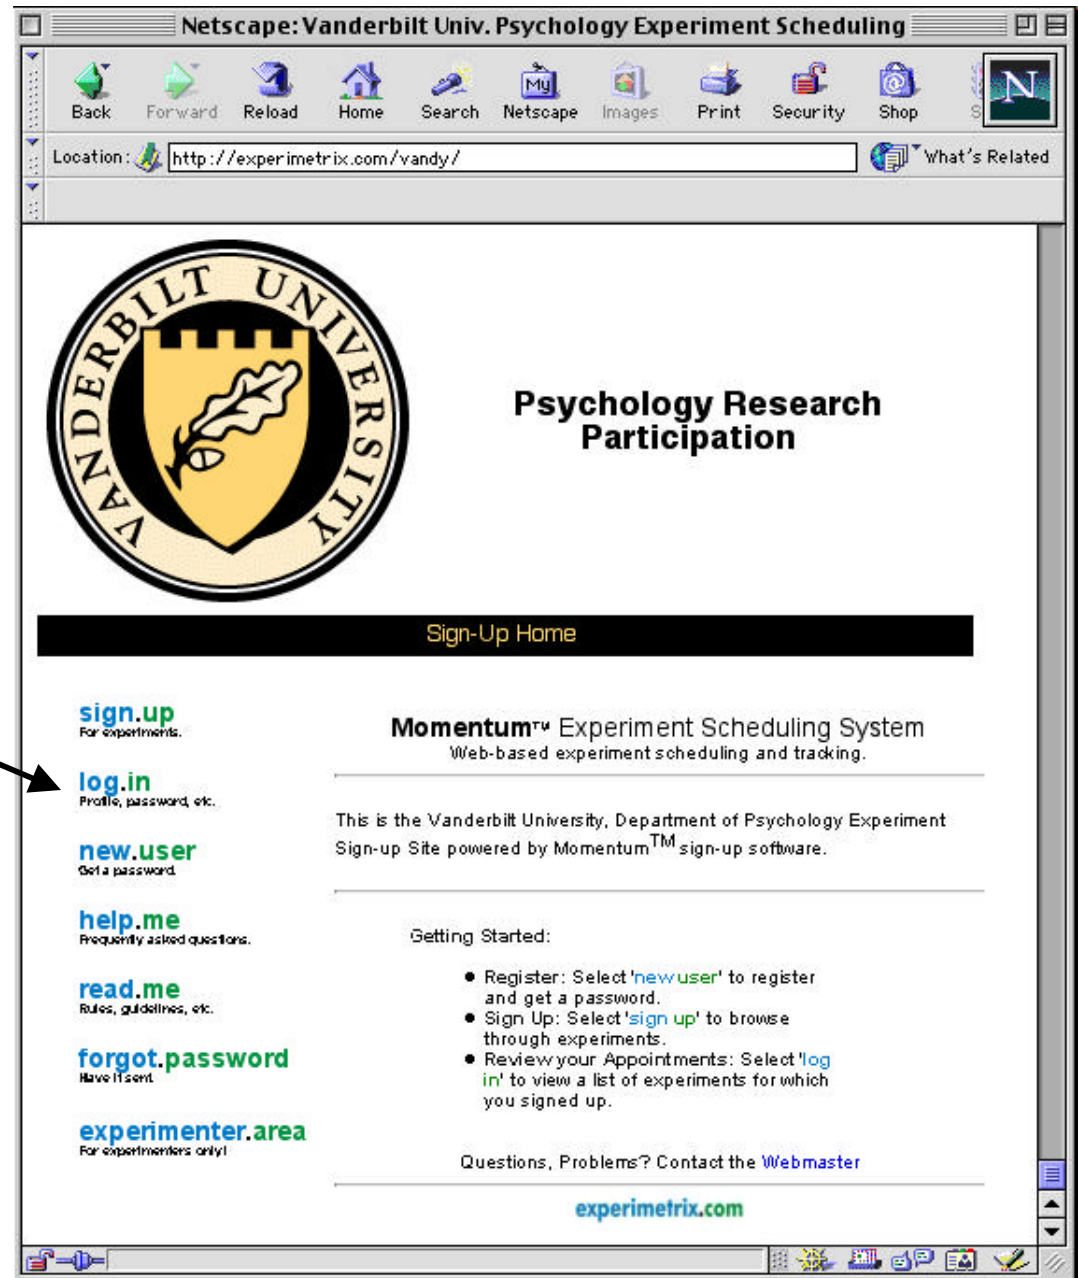 Netscape: Vanderbilt Univ. Psychology Experiment Scheduling
Back Forward Reload Home Search Netscape Images Print Security Shop S
My
N
Location: http://experimetrix.com/vandy/ What's Related
VANDERBILT UNIVERSITY
Psychology Research
Participation
Sign-Up Home
sign.up
For experiments.
log.in
Profile, password, etc.
new.user
Get a password.
help.me
Frequently asked questions.
read.me
Rules, guidelines, etc.
forgot.password
Have it sent.
experimenter.area
For experimenters only!
Momentum™ Experiment Scheduling System
Web-based experiment scheduling and tracking.
This is the Vanderbilt University, Department of Psychology Experiment
Sign-up Site powered by Momentum™ sign-up software.
Getting Started:
● Register: Select 'new user' to register
and get a password.
● Sign Up: Select 'sign up' to browse
through experiments.
● Review your Appointments: Select 'log
in' to view a list of experiments for which
you signed up.
Questions, Problems? Contact the Webmaster
experimetrix.com